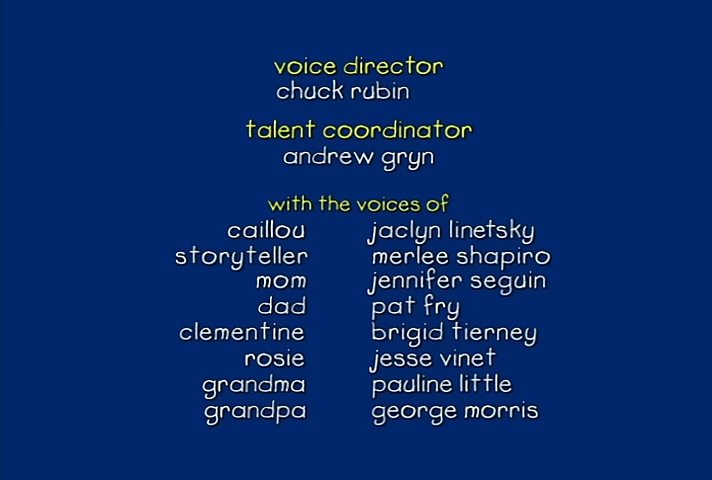 voice director
chuck rubin
talent coordinator
andrew gryn
with the voices of
caillou jaclyn linetsky
storyteller merlee shapiro
mom jennifer seguin
dad pat fry
clementine brigid tierney
rosie jesse vinet
grandma pauline little
grandpa george morris